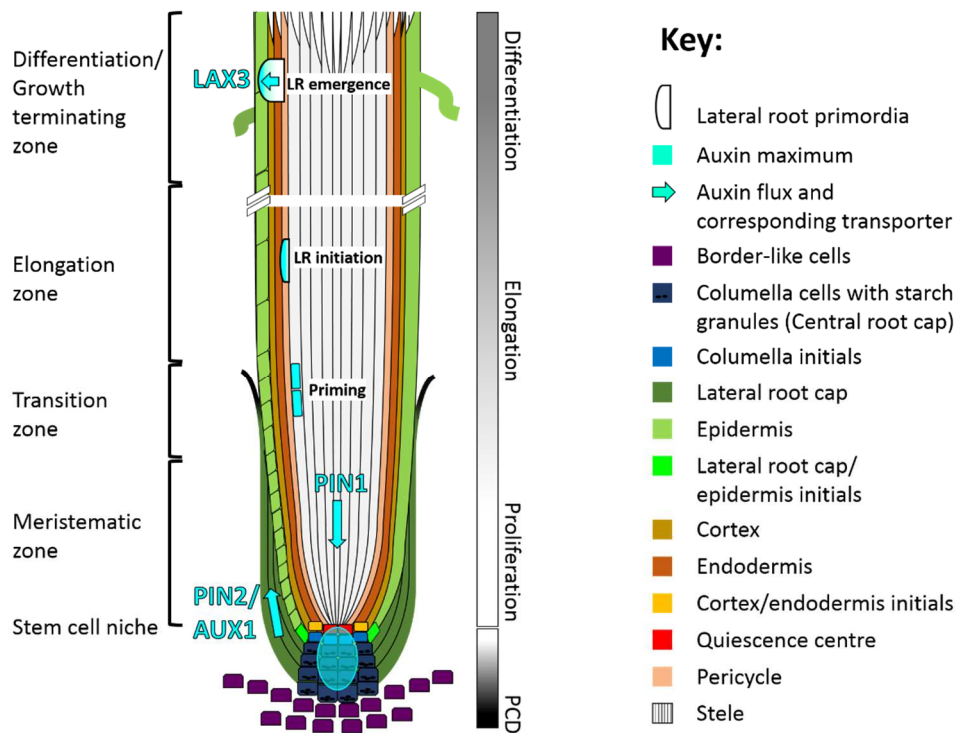 Differentiation/
Growth
terminating
zone
Elongation
zone
Transition
zone
Meristematic
zone
Stem cell niche
LAX3
LR emergence
LR initiation
Priming
PIN1
PIN2/
AUX1
Differentiation
Elongation
Proliferation
PCD
Key:
Lateral root primordia
Auxin maximum
Auxin flux and
corresponding transporter
Border-like cells
Columella cells with starch
granules (Central root cap)
Columella initials
Lateral root cap
Epidermis
Lateral root cap/
epidermis initials
Cortex
Endodermis
Cortex/endodermis initials
Quiescence centre
Pericycle
Stele